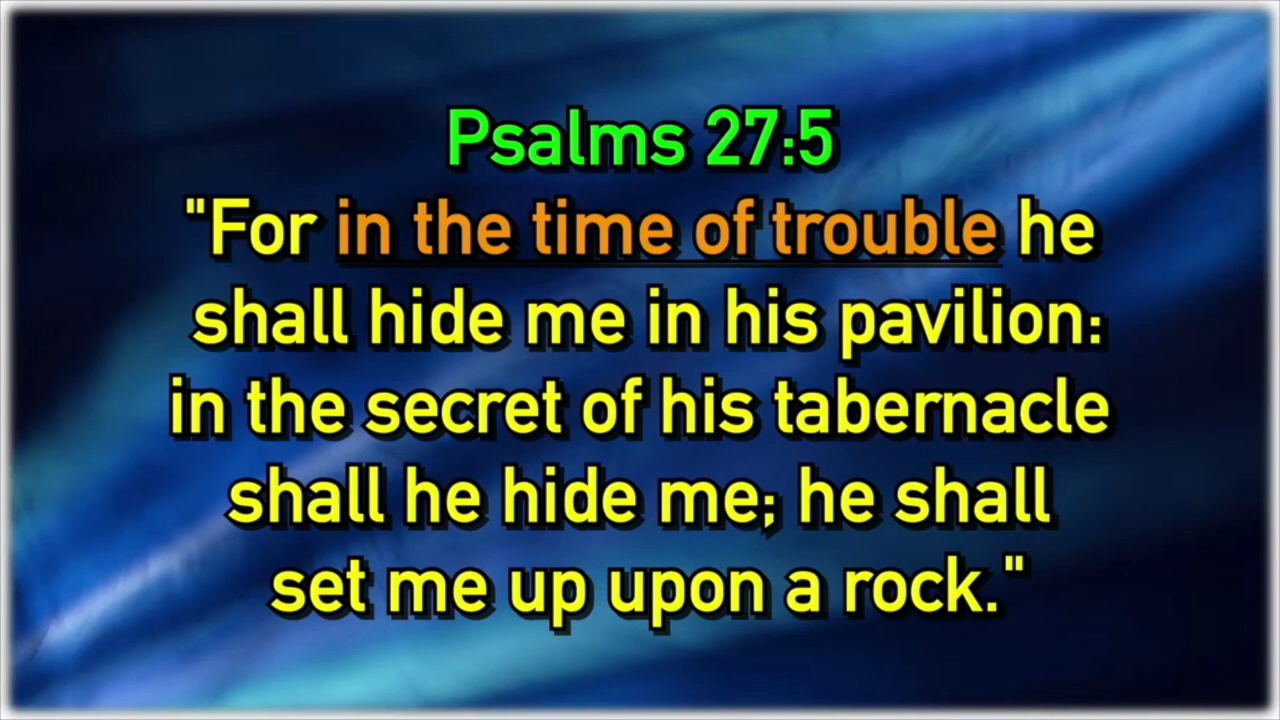 Psalms 27:5
"For in the time of trouble he
shall hide me in his pavilion:
in the secret of his tabernacle
shall he hide me; he shall
set me up upon a rock."